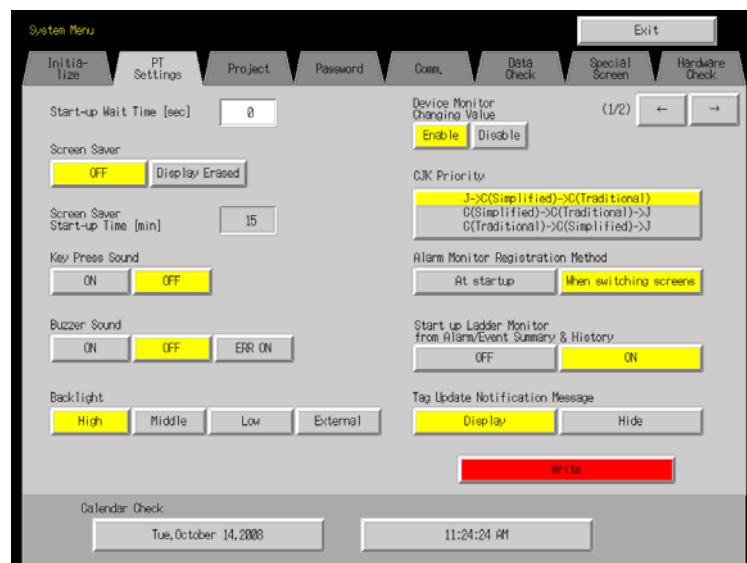 System Menu
Exit
Initia-
lize
PT
Settings
Project
Password
Comm.
Data
Check
Special
Screen
Hardware
Check
Start-up Wait Time [sec]
0
Screen Saver
OFF
Display Erased
Screen Saver
Start-up Time [min]
15
Key Press Sound
ON
OFF
Buzzer Sound
ON
OFF
ERR ON
Backlight
High
Middle
Low
External
Device Monitor
Changing Value
(1/2)
←
→
Enable
Disable
CJK Priority
J->C(Simplified)->C(Traditional)
C(Simplified)->C(Traditional)->J
C(Traditional)->C(Simplified)->J
Alarm Monitor Registration Method
At startup
When switching screens
Start up Ladder Monitor
from Alarm/Event Summary & History
OFF
ON
Tag Update Notification Message
Display
Hide
Write
Calendar Check
Tue,October 14,2008
11:24:24 AM